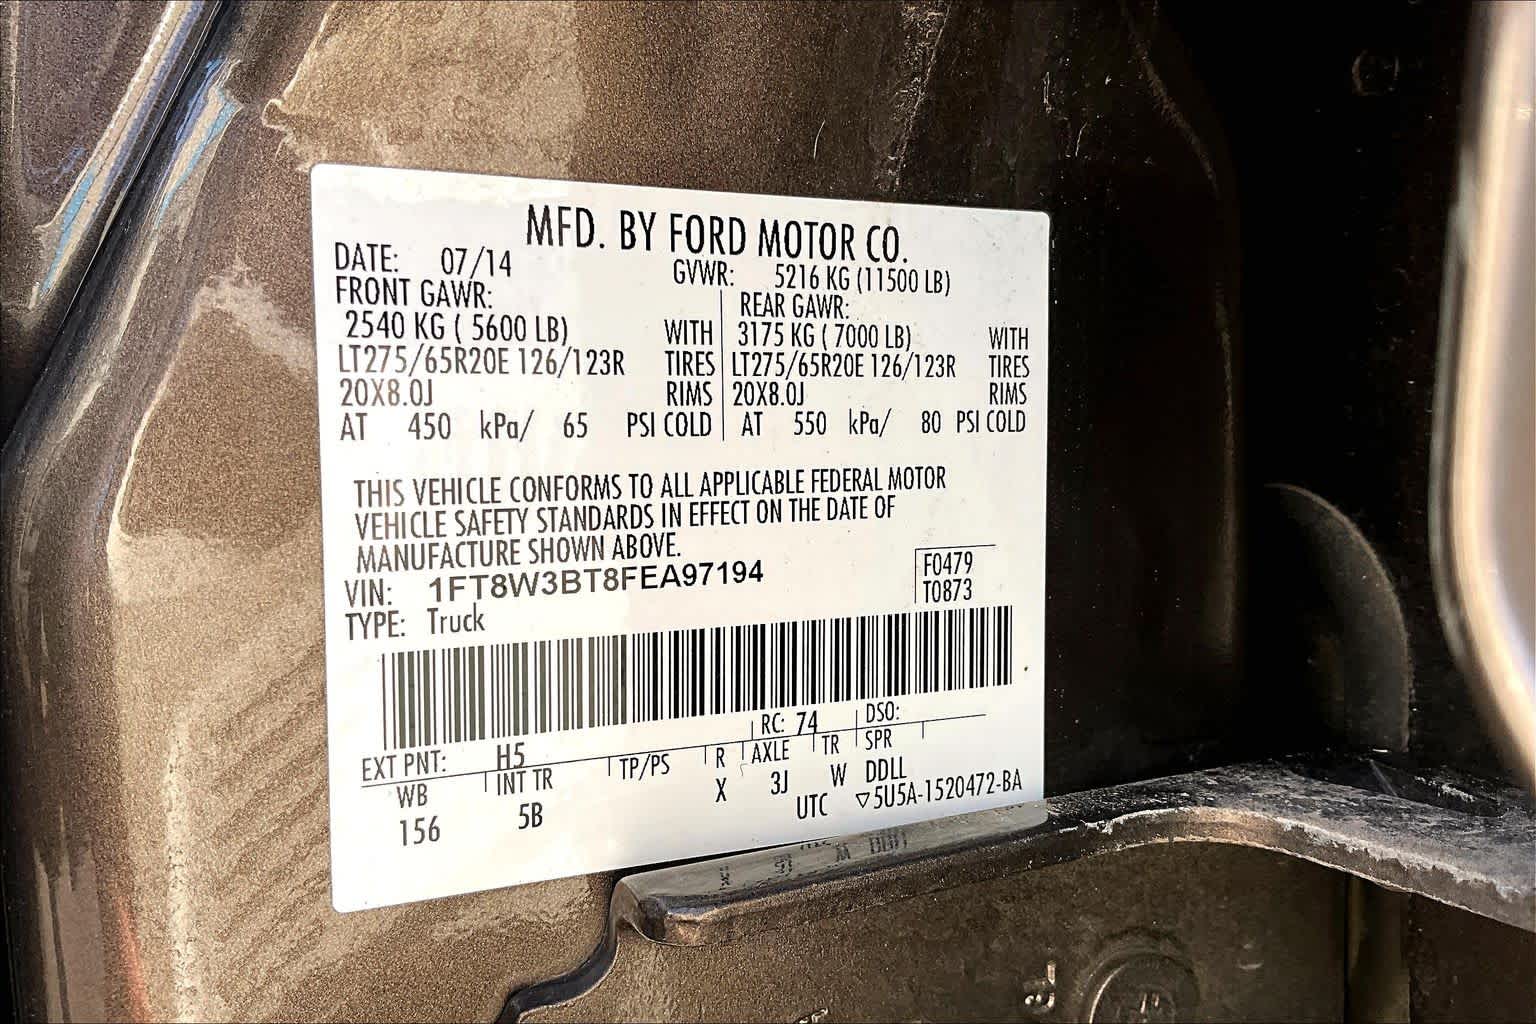 MFD. BY FORD MOTOR CO.
DATE: 07/14 GVWR: 5216 KG (11500 LB)
FRONT GAWR: REAR GAWR:
2540 KG ( 5600 LB) WITH 3175 KG ( 7000 LB) WITH
LT275/65R20E 126/123R TIRES LT275/65R20E 126/123R TIRES
20X8.0J RIMS 20X8.0J RIMS
AT 450 kPa/ 65 PSI COLD AT 550 kPa/ 80 PSI COLD
THIS VEHICLE CONFORMS TO ALL APPLICABLE FEDERAL MOTOR
VEHICLE SAFETY STANDARDS IN EFFECT ON THE DATE OF
MANUFACTURE SHOWN ABOVE.
VIN: 1FT8W3BT8FEA97194 F0479
TYPE: Truck T0873
EXT PNT: H5 RC: 74 DSO:
WB INT TR TP/PS R AXLE TR SPR
156 5B X 3J W DDLL
UTC ▽5U5A-1520472-BA